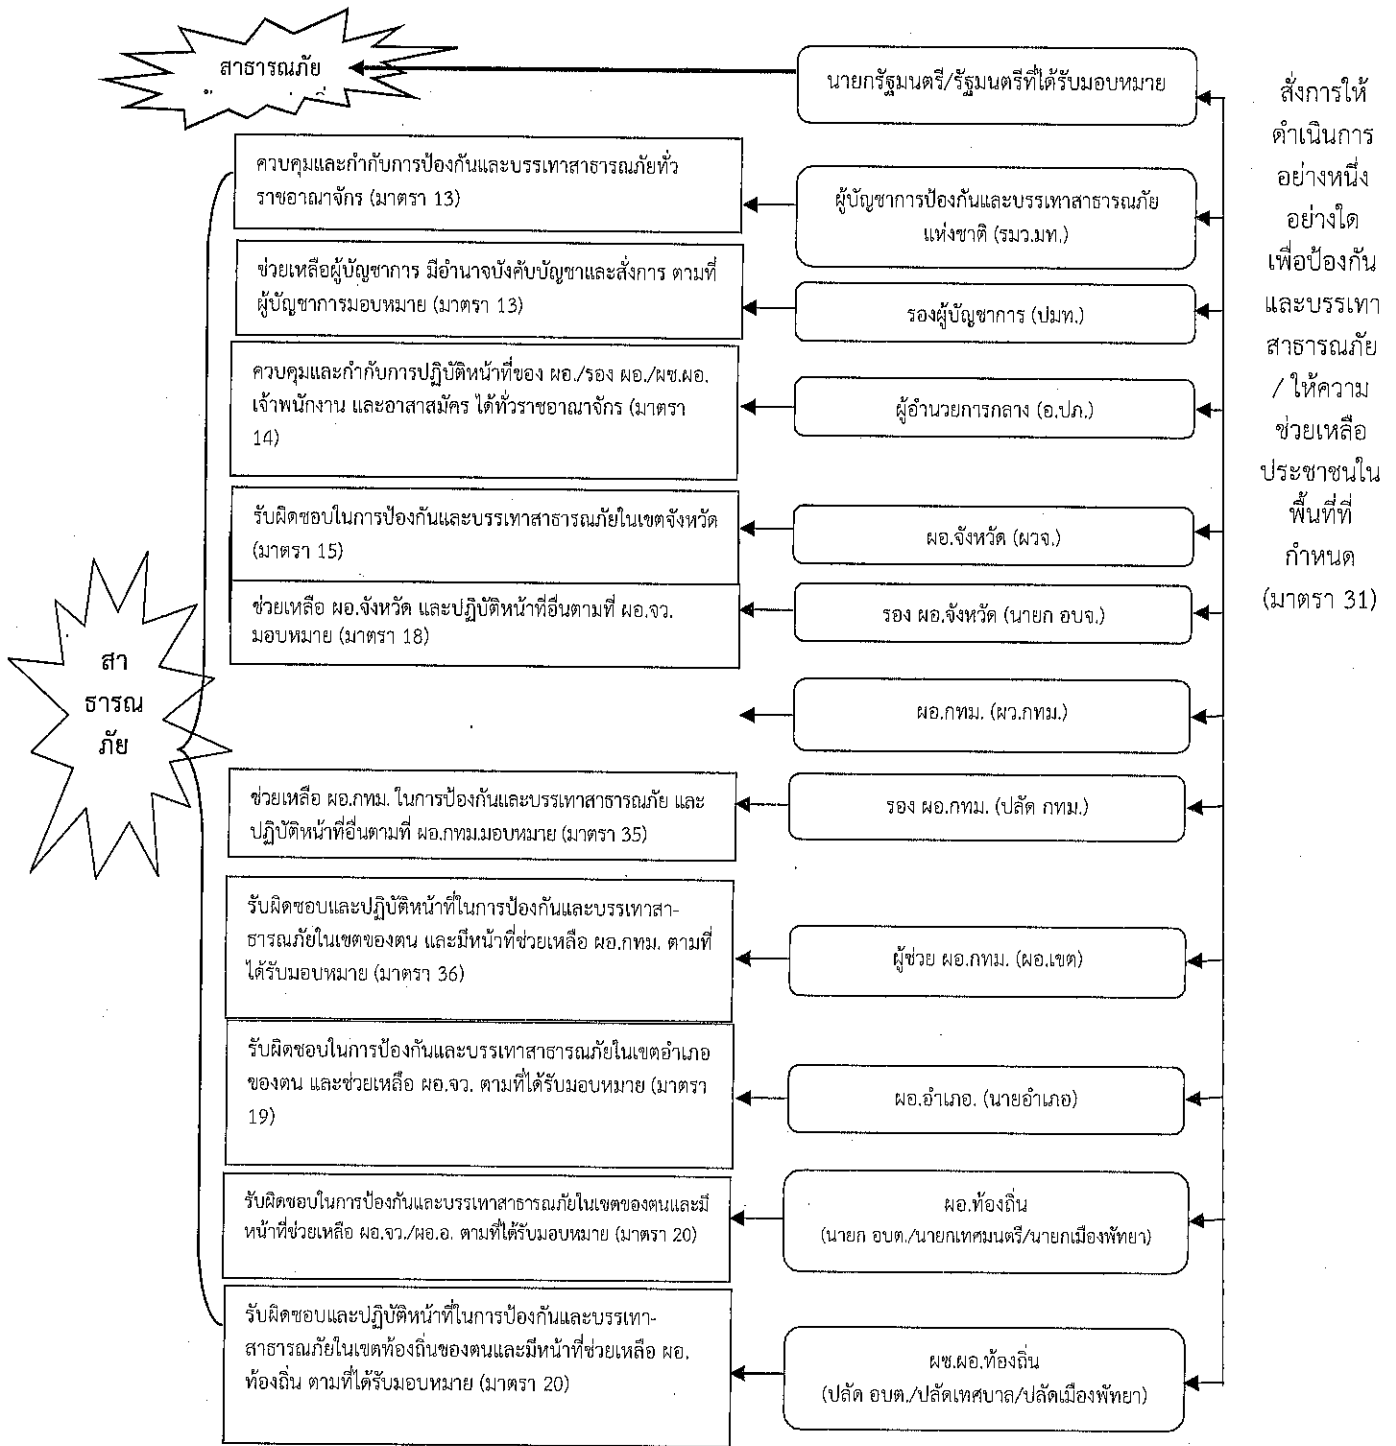 สาธารณภัย
นายกรัฐมนตรี/รัฐมนตรีที่ได้รับมอบหมาย
สั่งการให้
ดำเนินการ
อย่างหนึ่ง
อย่างใด
เพื่อป้องกัน
และบรรเทา
สาธารณภัย
/ ให้ความ
ช่วยเหลือ
ประชาชนใน
พื้นที่ที่
กำหนด
(มาตรา 31)
ควบคุมและกำกับการป้องกันและบรรเทาสาธารณภัยทั่ว
ราชอาณาจักร (มาตรา 13)
ผู้บัญชาการป้องกันและบรรเทาสาธารณภัย
แห่งชาติ (รมว.มท.)
ช่วยเหลือผู้บัญชาการ มีอำนาจบังคับบัญชาและสั่งการ ตามที่
ผู้บัญชาการมอบหมาย (มาตรา 13)
รองผู้บัญชาการ (ปมท.)
ควบคุมและกำกับการปฏิบัติหน้าที่ของ ผอ./รอง ผอ./ผช.ผอ.
เจ้าพนักงาน และอาสาสมัคร ได้ทั่วราชอาณาจักร (มาตรา
14)
ผู้อำนวยการกลาง (อ.ปภ.)
รับผิดชอบในการป้องกันและบรรเทาสาธารณภัยในเขตจังหวัด
(มาตรา 15)
ผอ.จังหวัด (ผวจ.)
ช่วยเหลือ ผอ.จังหวัด และปฏิบัติหน้าที่อื่นตามที่ ผอ.จว.
มอบหมาย (มาตรา 18)
รอง ผอ.จังหวัด (นายก อบจ.)
สา
ธารณ
ภัย
ผอ.กทม. (ผว.กทม.)
ช่วยเหลือ ผอ.กทม. ในการป้องกันและบรรเทาสาธารณภัย และ
ปฏิบัติหน้าที่อื่นตามที่ ผอ.กทม.มอบหมาย (มาตรา 35)
รอง ผอ.กทม. (ปลัด กทม.)
รับผิดชอบและปฏิบัติหน้าที่ในการป้องกันและบรรเทาสา-
ธารณภัยในเขตของตน และมีหน้าที่ช่วยเหลือ ผอ.กทม. ตามที่
ได้รับมอบหมาย (มาตรา 36)
ผู้ช่วย ผอ.กทม. (ผอ.เขต)
รับผิดชอบในการป้องกันและบรรเทาสาธารณภัยในเขตอำเภอ
ของตน และช่วยเหลือ ผอ.จว. ตามที่ได้รับมอบหมาย (มาตรา
19)
ผอ.อำเภอ. (นายอำเภอ)
รับผิดชอบในการป้องกันและบรรเทาสาธารณภัยในเขตของตนและมี
หน้าที่ช่วยเหลือ ผอ.จว./ผอ.อ. ตามที่ได้รับมอบหมาย (มาตรา 20)
ผอ.ท้องถิ่น
(นายก อบต./นายกเทศมนตรี/นายกเมืองพัทยา)
รับผิดชอบและปฏิบัติหน้าที่ในการป้องกันและบรรเทา-
สาธารณภัยในเขตท้องถิ่นของตนและมีหน้าที่ช่วยเหลือ ผอ.
ท้องถิ่น ตามที่ได้รับมอบหมาย (มาตรา 20)
ผช.ผอ.ท้องถิ่น
(ปลัด อบต./ปลัดเทศบาล/ปลัดเมืองพัทยา)